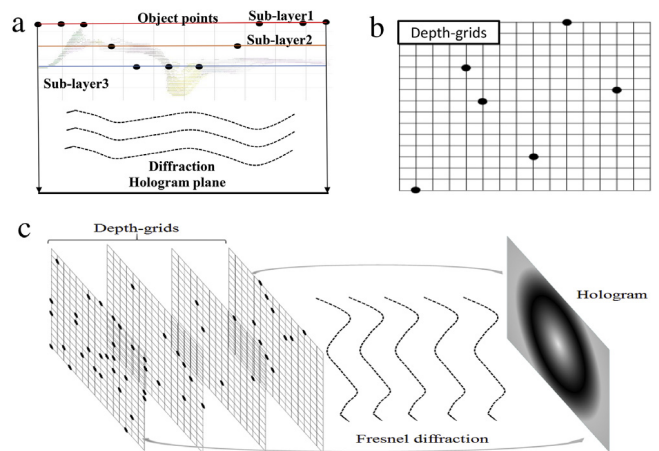 a
Object points
Sub-layer1
Sub-layer2
Sub-layer3
Diffraction
Hologram plane
b
Depth-grids
c
Depth-grids
Hologram
Fresnel diffraction